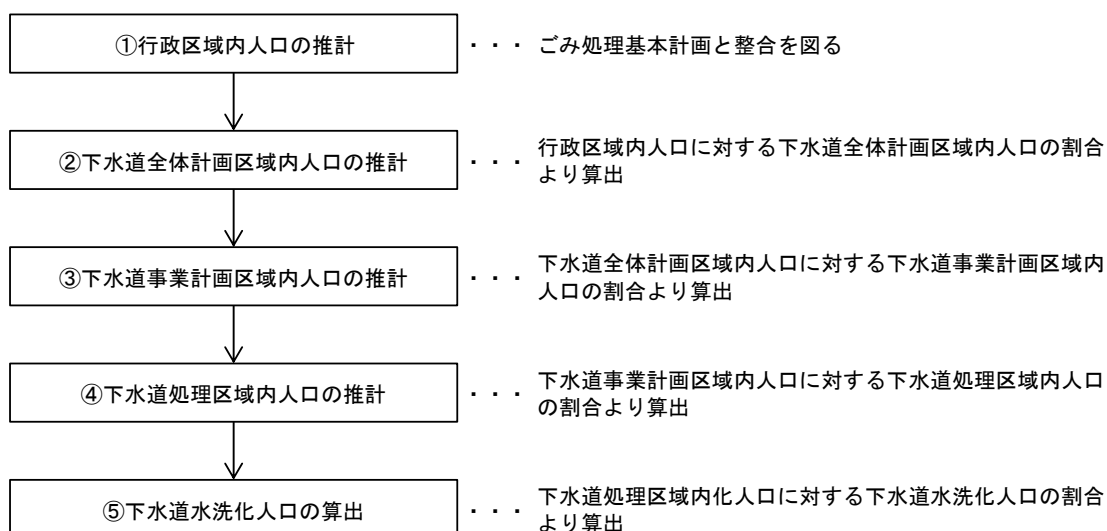 ①行政区域内人口の推計 ・・・ ごみ処理基本計画と整合を図る
②下水道全体計画区域内人口の推計 ・・・ 行政区域内人口に対する下水道全体計画区域内人口の割合
より算出
③下水道事業計画区域内人口の推計 ・・・ 下水道全体計画区域内人口に対する下水道事業計画区域内
人口の割合より算出
④下水道処理区域内人口の推計 ・・・ 下水道事業計画区域内人口に対する下水道処理区域内人口
の割合より算出
⑤下水道水洗化人口の算出 ・・・ 下水道処理区域内化人口に対する下水道水洗化人口の割合
より算出